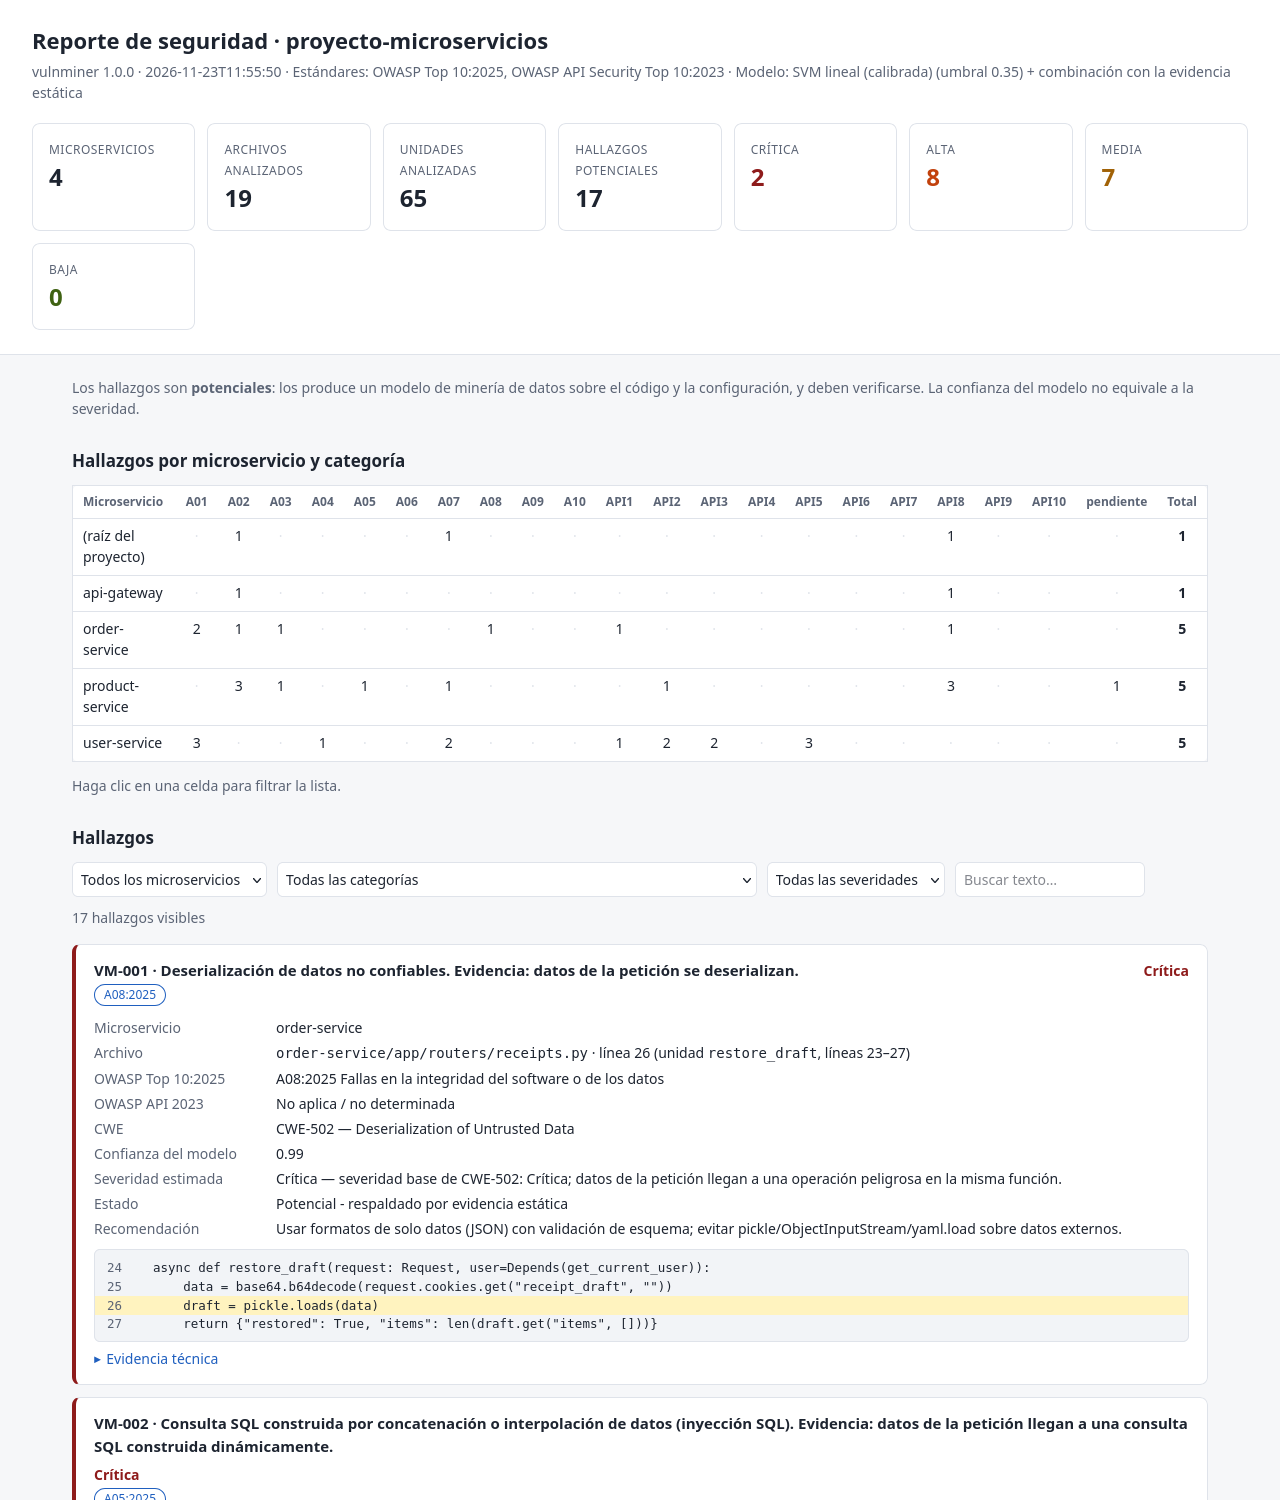 Reporte de seguridad · proyecto-microservicios
vulnminer 1.0.0 · 2026-11-23T11:55:50 · Estándares: OWASP Top 10:2025, OWASP API Security Top 10:2023 · Modelo: SVM lineal (calibrada) (umbral 0.35) + combinación con la evidencia
estática
MICROSERVICIOS
4
ARCHIVOS
ANALIZADOS
19
UNIDADES
ANALIZADAS
65
HALLAZGOS
POTENCIALES
17
CRÍTICA
2
ALTA
8
MEDIA
7
BAJA
0
Los hallazgos son potenciales: los produce un modelo de minería de datos sobre el código y la configuración, y deben verificarse. La confianza del modelo no equivale a la
severidad.
Hallazgos por microservicio y categoría
Microservicio A01 A02 A03 A04 A05 A06 A07 A08 A09 A10 API1 API2 API3 API4 API5 API6 API7 API8 API9 API10 pendiente Total
(raíz del
proyecto) · 1 · · · · 1 · · · · · · · · · · 1 · · · 1
api-gateway · 1 · · · · · · · · · · · · · · · 1 · · · 1
order-
service 2 1 1 · · · · 1 · · 1 · · · · · · 1 · · · 5
product-
service · 3 1 · 1 · 1 · · · · 1 · · · · · 3 · · 1 5
user-service 3 · · 1 · · 2 · · · 1 2 2 · 3 · · · · · · 5
Haga clic en una celda para filtrar la lista.
Hallazgos
Todos los microservicios Todas las categorías Todas las severidades Buscar texto...
17 hallazgos visibles
VM-001 · Deserialización de datos no confiables. Evidencia: datos de la petición se deserializan. Crítica
A08:2025
Microservicio order-service
Archivo order-service/app/routers/receipts.py · línea 26 (unidad restore_draft, líneas 23–27)
OWASP Top 10:2025 A08:2025 Fallas en la integridad del software o de los datos
OWASP API 2023 No aplica / no determinada
CWE CWE-502 — Deserialization of Untrusted Data
Confianza del modelo 0.99
Severidad estimada Crítica — severidad base de CWE-502: Crítica; datos de la petición llegan a una operación peligrosa en la misma función.
Estado Potencial - respaldado por evidencia estática
Recomendación Usar formatos de solo datos (JSON) con validación de esquema; evitar pickle/ObjectInputStream/yaml.load sobre datos externos.
24 async def restore_draft(request: Request, user=Depends(get_current_user)):
25 data = base64.b64decode(request.cookies.get("receipt_draft", ""))
26 draft = pickle.loads(data)
27 return {"restored": True, "items": len(draft.get("items", []))}
▸ Evidencia técnica
VM-002 · Consulta SQL construida por concatenación o interpolación de datos (inyección SQL). Evidencia: datos de la petición llegan a una consulta
SQL construida dinámicamente.
Crítica
A05:2025